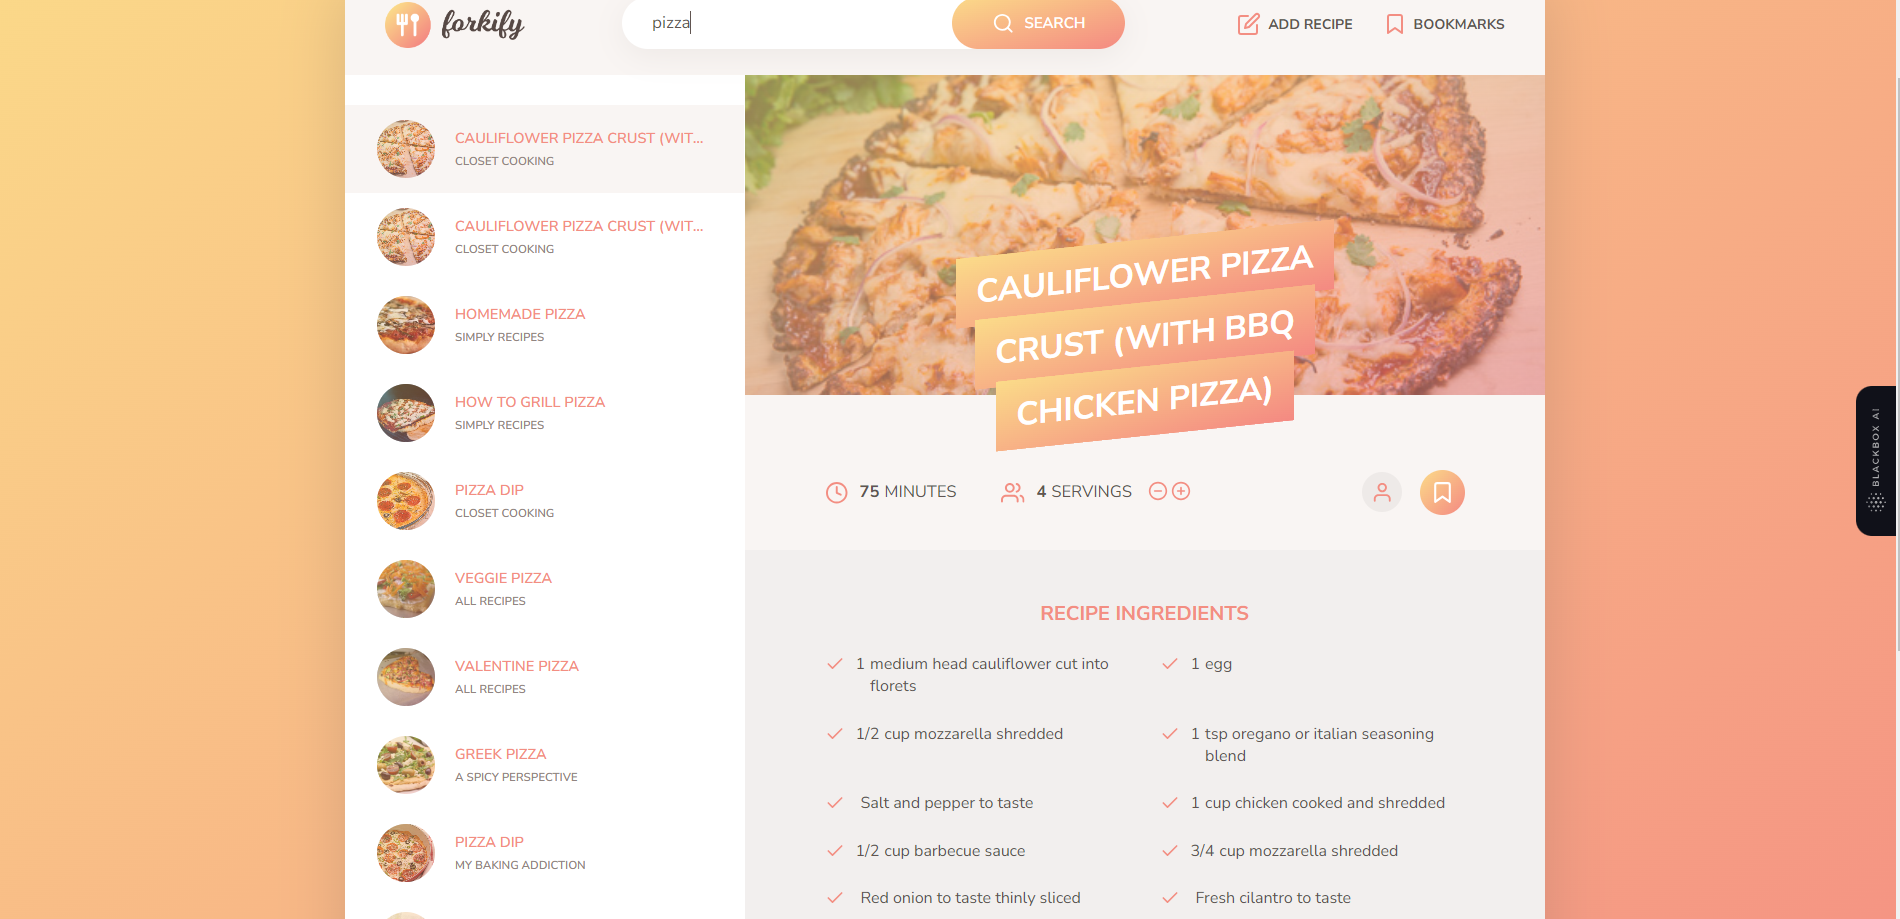 forkify
pizza
SEARCH
ADD RECIPE
BOOKMARKS
CAULIFLOWER PIZZA CRUST (WIT...
CLOSET COOKING
CAULIFLOWER PIZZA CRUST (WIT...
CLOSET COOKING
HOMEMADE PIZZA
SIMPLY RECIPES
HOW TO GRILL PIZZA
SIMPLY RECIPES
PIZZA DIP
CLOSET COOKING
VEGGIE PIZZA
ALL RECIPES
VALENTINE PIZZA
ALL RECIPES
GREEK PIZZA
A SPICY PERSPECTIVE
PIZZA DIP
MY BAKING ADDICTION
CAULIFLOWER PIZZA
CRUST (WITH BBQ
CHICKEN PIZZA)
75 MINUTES
4 SERVINGS
RECIPE INGREDIENTS
1 medium head cauliflower cut into
florets
1 egg
1/2 cup mozzarella shredded
1 tsp oregano or italian seasoning
blend
Salt and pepper to taste
1 cup chicken cooked and shredded
1/2 cup barbecue sauce
3/4 cup mozzarella shredded
Red onion to taste thinly sliced
Fresh cilantro to taste
BLACKBOX AI